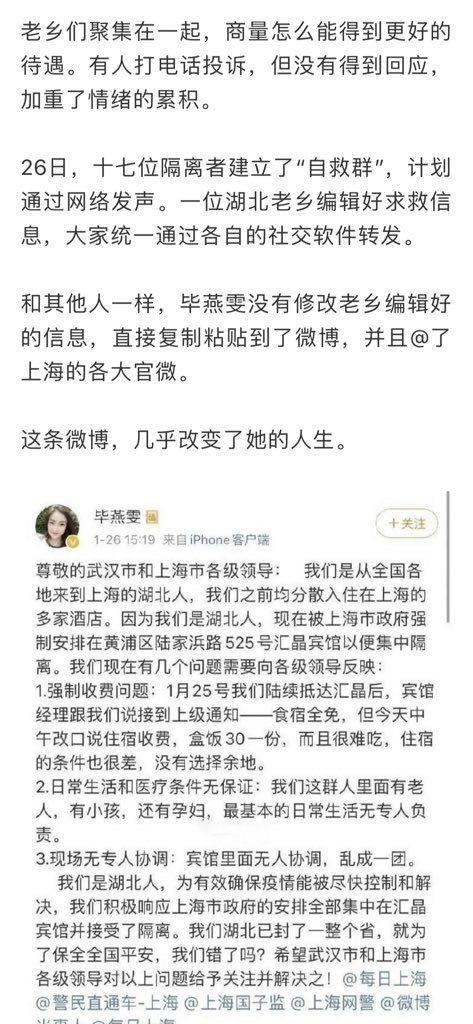 老乡们聚集在一起，商量怎么能得到更好的
待遇。有人打电话投诉，但没有得到回应，
加重了情绪的累积。
26日，十七位隔离者建立了“自救群”，计划
通过网络发声。一位湖北老乡编辑好求救信
息，大家统一通过各自的社交软件转发。
和其他人一样，毕燕雯没有修改老乡编辑好
的信息，直接复制粘贴到了微博，并且@了
上海的各大官微。
这条微博，几乎改变了她的人生。
毕燕雯
＋关注
1-26 15:19 来自iPhone客户端
尊敬的武汉市和上海市各级领导： 我们是从全国各
地来到上海的湖北人，我们之前均分散入住在上海的
多家酒店。因为我们是湖北人，现在被上海市政府强
制安排在黄浦区陆家浜路525号汇晶宾馆以便集中隔
离。我们现在有几个问题需要向各级领导反映：
1.强制收费问题：1月25号我们陆续抵达汇晶后，宾馆
经理跟我们说接到上级通知——食宿全免，但今天中
午改口说住宿收费，盒饭30一份，而且很难吃，住宿
的条件也很差，没有选择余地。
2.日常生活和医疗条件无保证：我们这群人里面有老
人，有小孩，还有孕妇，最基本的日常生活无专人负
责。
3.现场无专人协调：宾馆里面无人协调，乱成一团。
我们是湖北人，为有效确保疫情能被尽快控制和解
决，我们积极响应上海市政府的安排全部集中在汇晶
宾馆并接受了隔离。我们湖北已封了一整个省，就为
了保全全国平安，我们错了吗？希望武汉市和上海市
各级领导对以上问题给予关注并解决之！@每日上海
@警民直通车-上海 @上海国子监 @上海网警 @微博